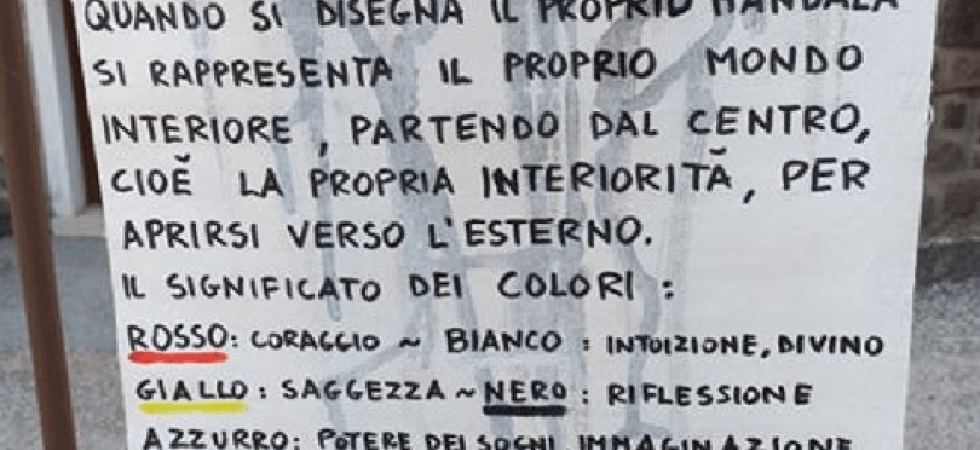 QUANDO SI DISEGNA IL PROPRIO MANDALA
SI RAPPRESENTA IL PROPRIO MONDO
INTERIORE, PARTENDO DAL CENTRO,
CIOĔ LA PROPRIA INTERIORITĂ, PER
APRIRSI VERSO L'ESTERNO.
IL SIGNIFICATO DEI COLORI:
ROSSO: CORAGGIO ~ BIANCO: INTUIZIONE, DIVINO
GIALLO: SAGGEZZA ~ NERO: RIFLESSIONE
AZZURRO: POTERE DEI SOGNI, IMMAGINAZIONE